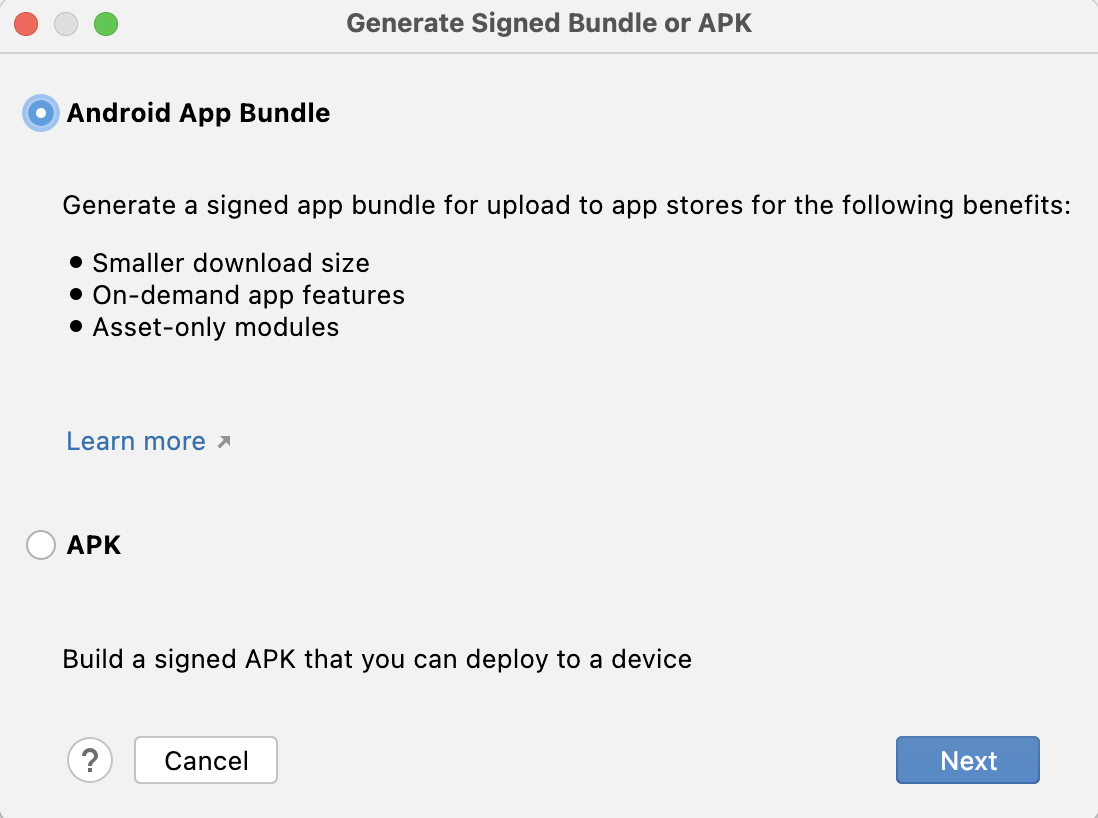 Generate Signed Bundle or APK
Android App Bundle
Generate a signed app bundle for upload to app stores for the following benefits:
• Smaller download size
• On-demand app features
• Asset-only modules
Learn more ↗
APK
Build a signed APK that you can deploy to a device
? Cancel Next